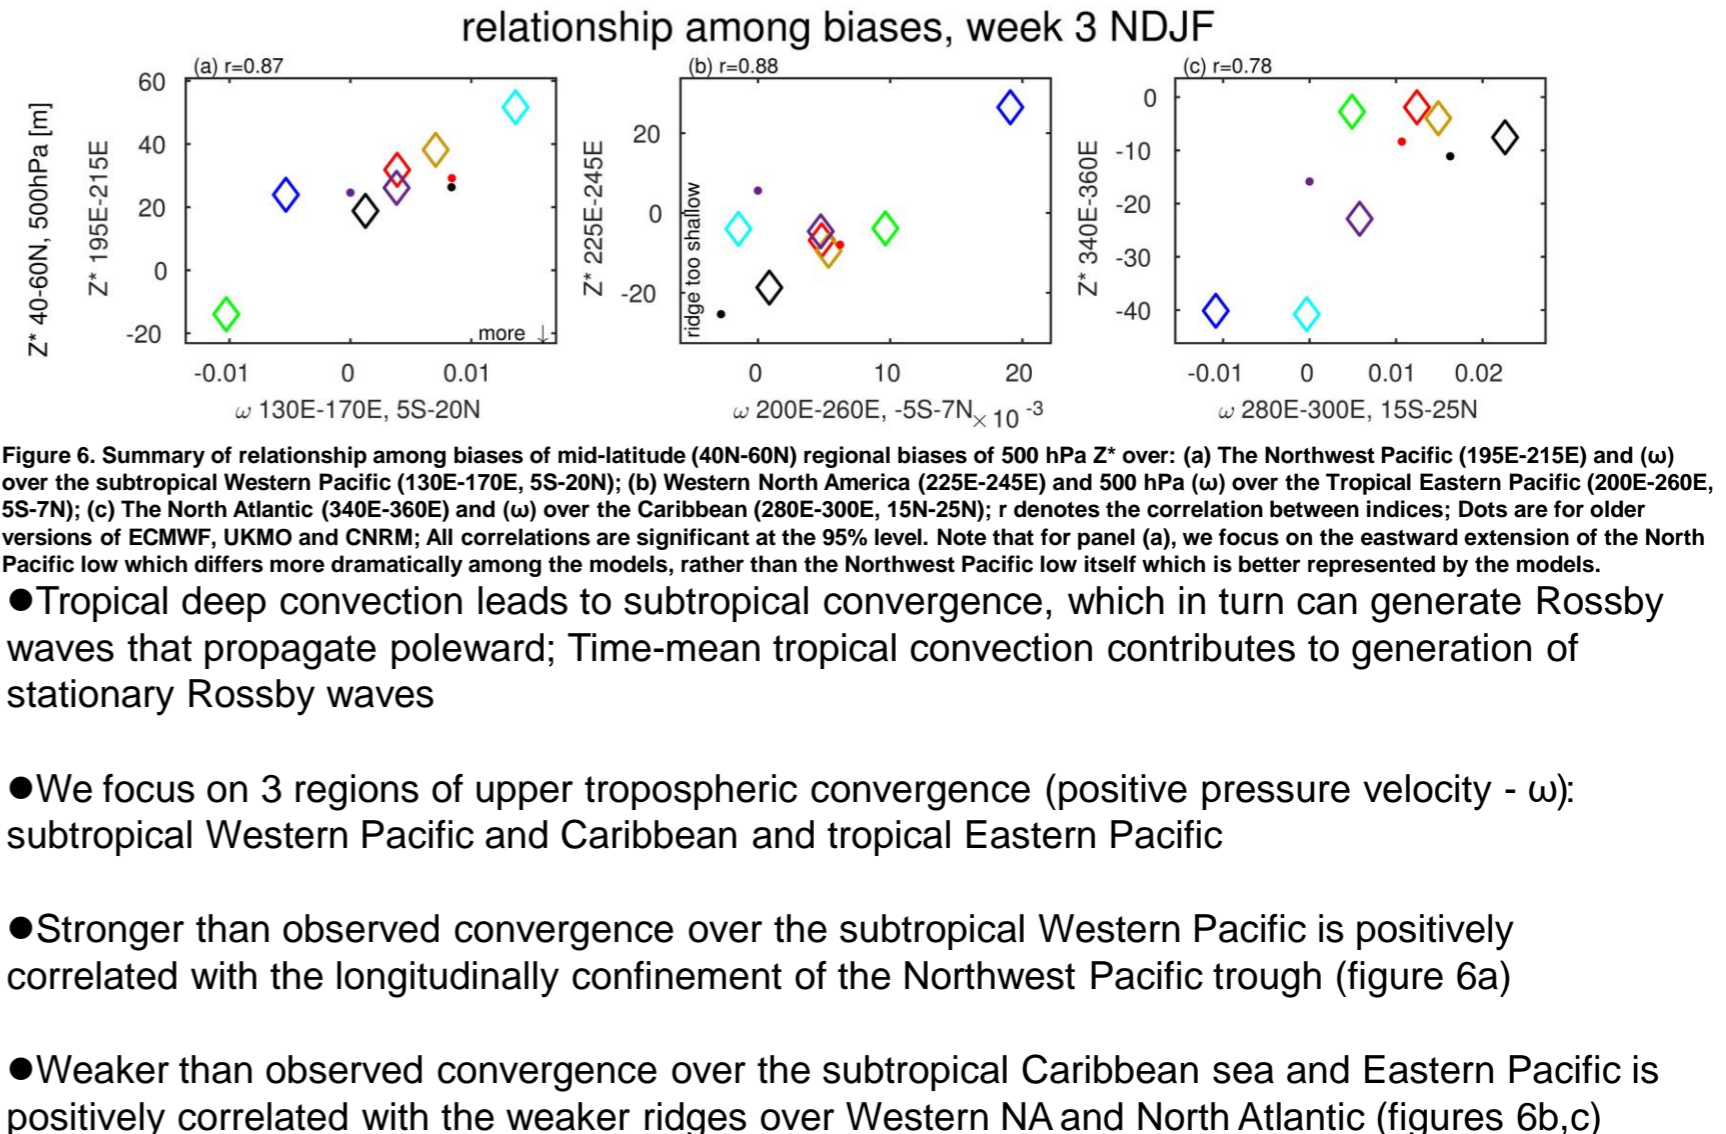 relationship among biases, week 3 NDJF
(a) r=0.87
(b) r=0.88
(c) r=0.78
Z* 40-60N, 500hPa [m]
Z* 195E-215E
60
40
20
0
-20
more ↓
-0.01
0
0.01
ω 130E-170E, 5S-20N
Z* 225E-245E
20
0
-20
ridge too shallow
0
10
20
ω 200E-260E, -5S-7N
×10 -3
Z* 340E-360E
0
-10
-20
-30
-40
-0.01
0
0.01
0.02
ω 280E-300E, 15S-25N
Figure 6. Summary of relationship among biases of mid-latitude (40N-60N) regional biases of 500 hPa Z* over: (a) The Northwest Pacific (195E-215E) and (ω)
over the subtropical Western Pacific (130E-170E, 5S-20N); (b) Western North America (225E-245E) and 500 hPa (ω) over the Tropical Eastern Pacific (200E-260E,
5S-7N); (c) The North Atlantic (340E-360E) and (ω) over the Caribbean (280E-300E, 15N-25N); r denotes the correlation between indices; Dots are for older
versions of ECMWF, UKMO and CNRM; All correlations are significant at the 95% level. Note that for panel (a), we focus on the eastward extension of the North
Pacific low which differs more dramatically among the models, rather than the Northwest Pacific low itself which is better represented by the models.
●Tropical deep convection leads to subtropical convergence, which in turn can generate Rossby
waves that propagate poleward; Time-mean tropical convection contributes to generation of
stationary Rossby waves
●We focus on 3 regions of upper tropospheric convergence (positive pressure velocity - ω):
subtropical Western Pacific and Caribbean and tropical Eastern Pacific
●Stronger than observed convergence over the subtropical Western Pacific is positively
correlated with the longitudinally confinement of the Northwest Pacific trough (figure 6a)
●Weaker than observed convergence over the subtropical Caribbean sea and Eastern Pacific is
positively correlated with the weaker ridges over Western NA and North Atlantic (figures 6b,c)